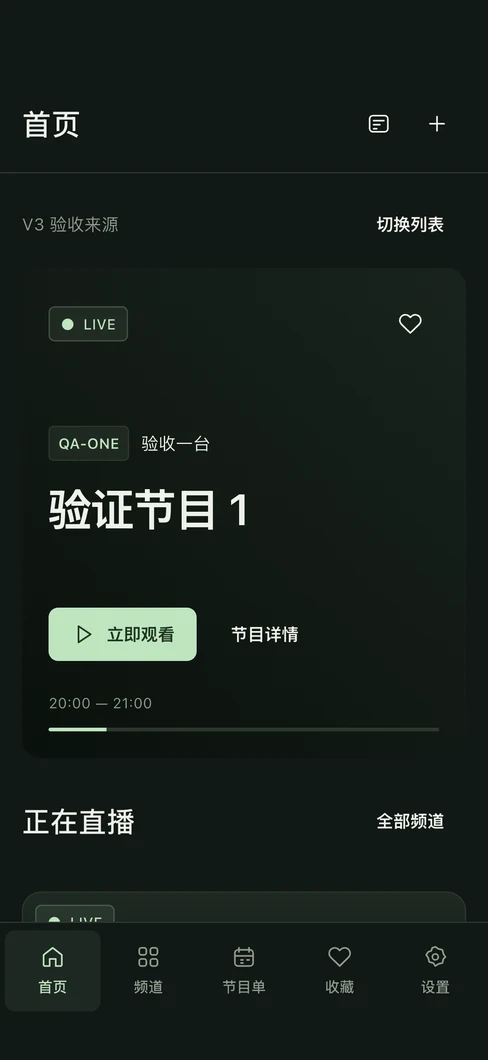 首页
V3 验收来源
切换列表
LIVE
QA-ONE
验收一台
验证节目 1
立即观看
节目详情
20:00 — 21:00
正在直播
全部频道
LIVE
首页
频道
节目单
收藏
设置